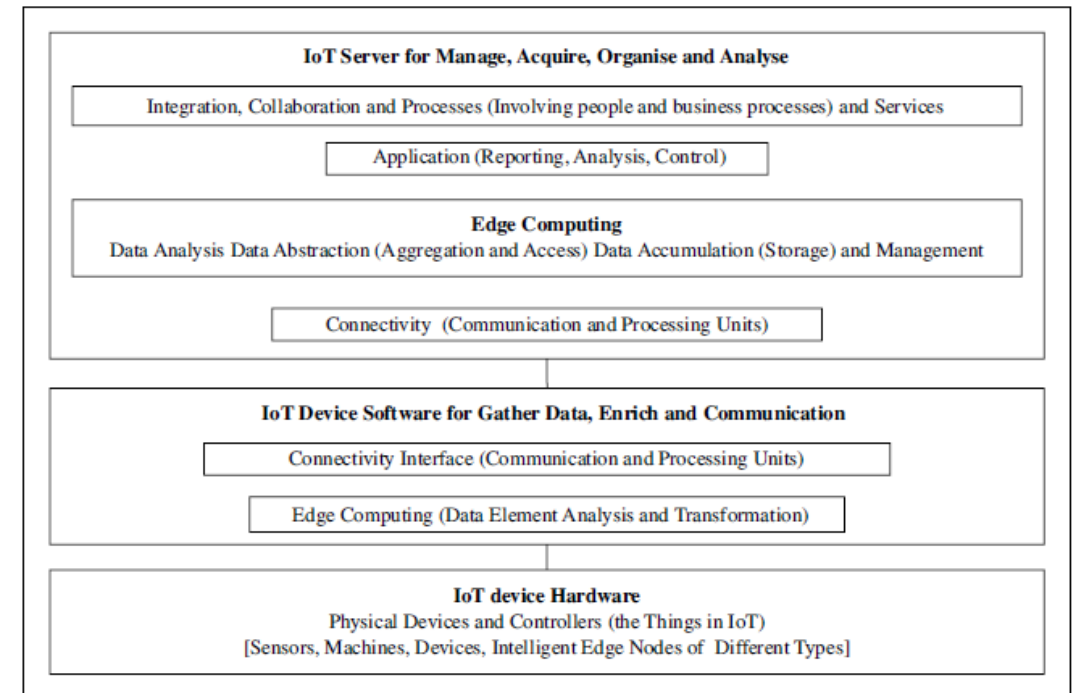 IoT Server for Manage, Acquire, Organise and Analyse
Integration, Collaboration and Processes (Involving people and business processes) and Services
Application (Reporting, Analysis, Control)
Edge Computing
Data Analysis Data Abstraction (Aggregation and Access) Data Accumulation (Storage) and Management
Connectivity (Communication and Processing Units)
IoT Device Software for Gather Data, Enrich and Communication
Connectivity Interface (Communication and Processing Units)
Edge Computing (Data Element Analysis and Transformation)
IoT device Hardware
Physical Devices and Controllers (the Things in IoT)
[Sensors, Machines, Devices, Intelligent Edge Nodes of Different Types]